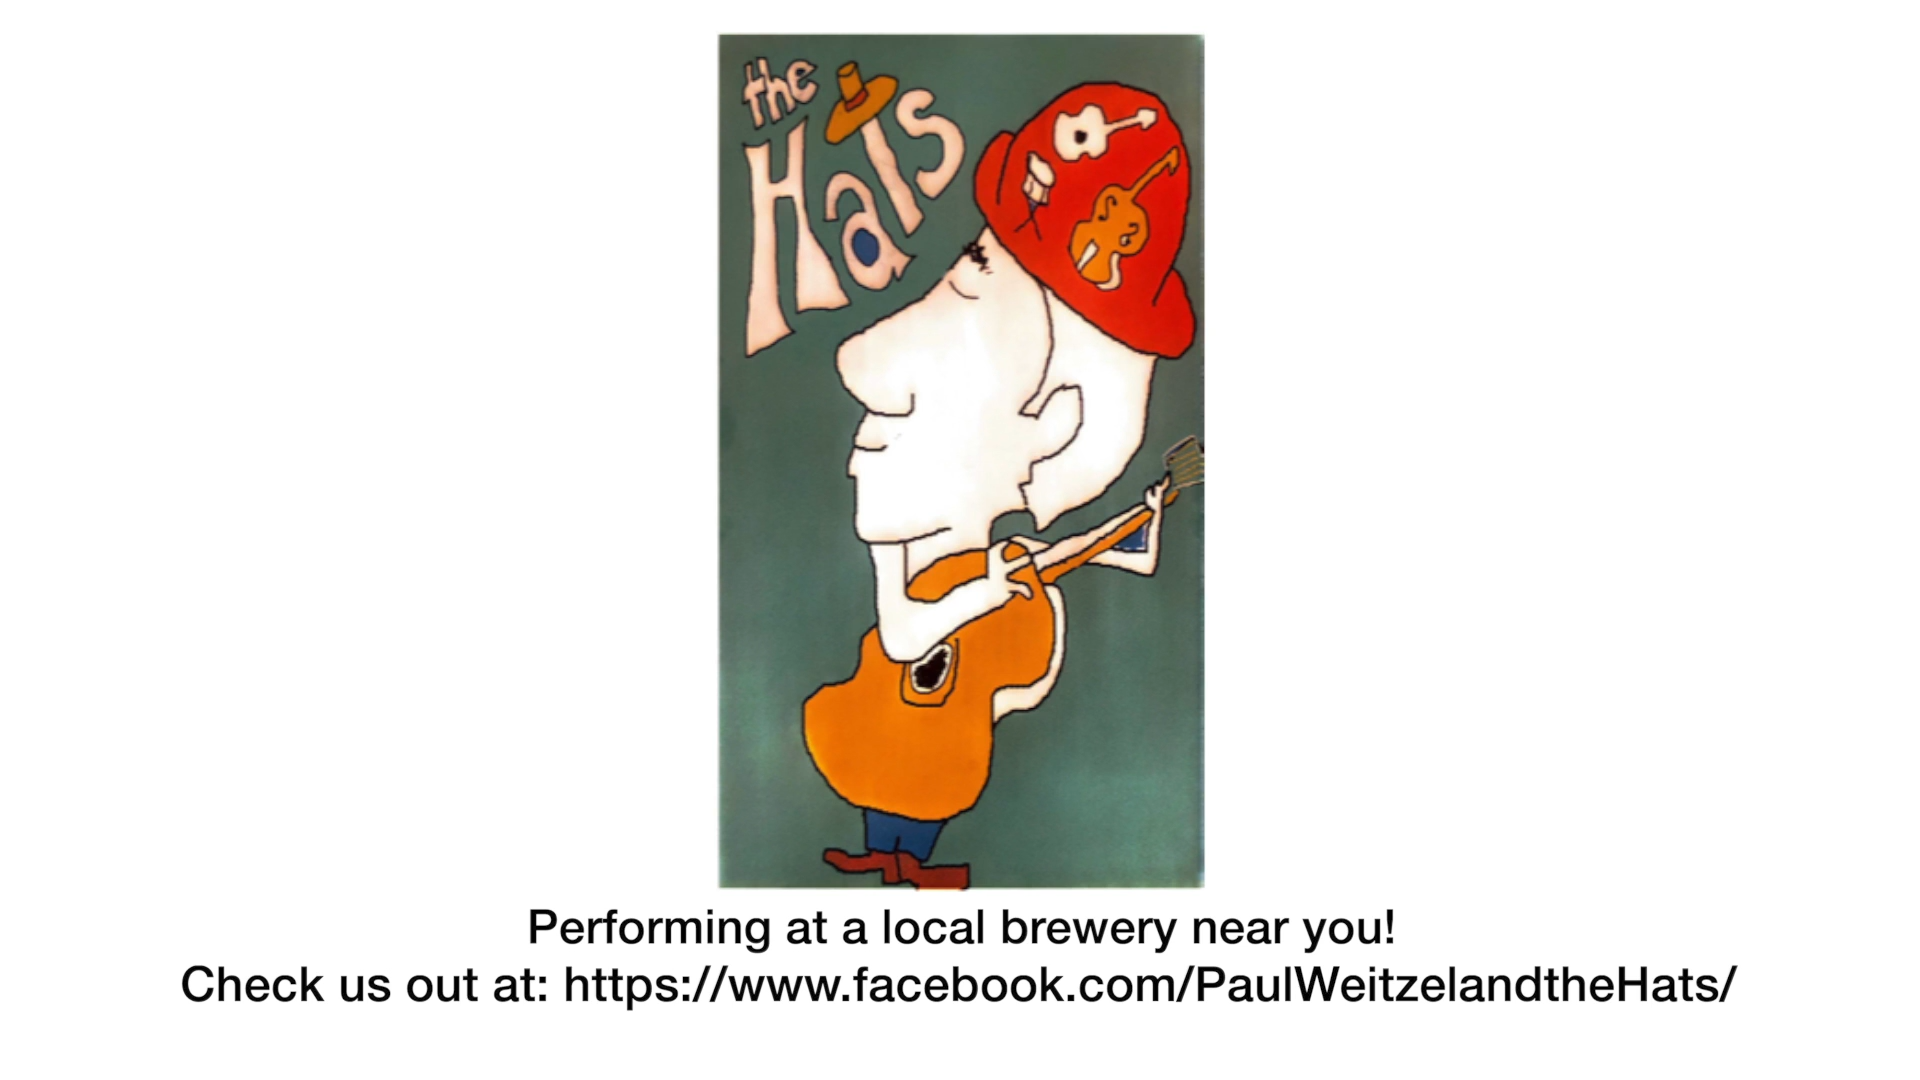 the
Hats
Performing at a local brewery near you!
Check us out at: https://www.facebook.com/PaulWeitzelandtheHats/